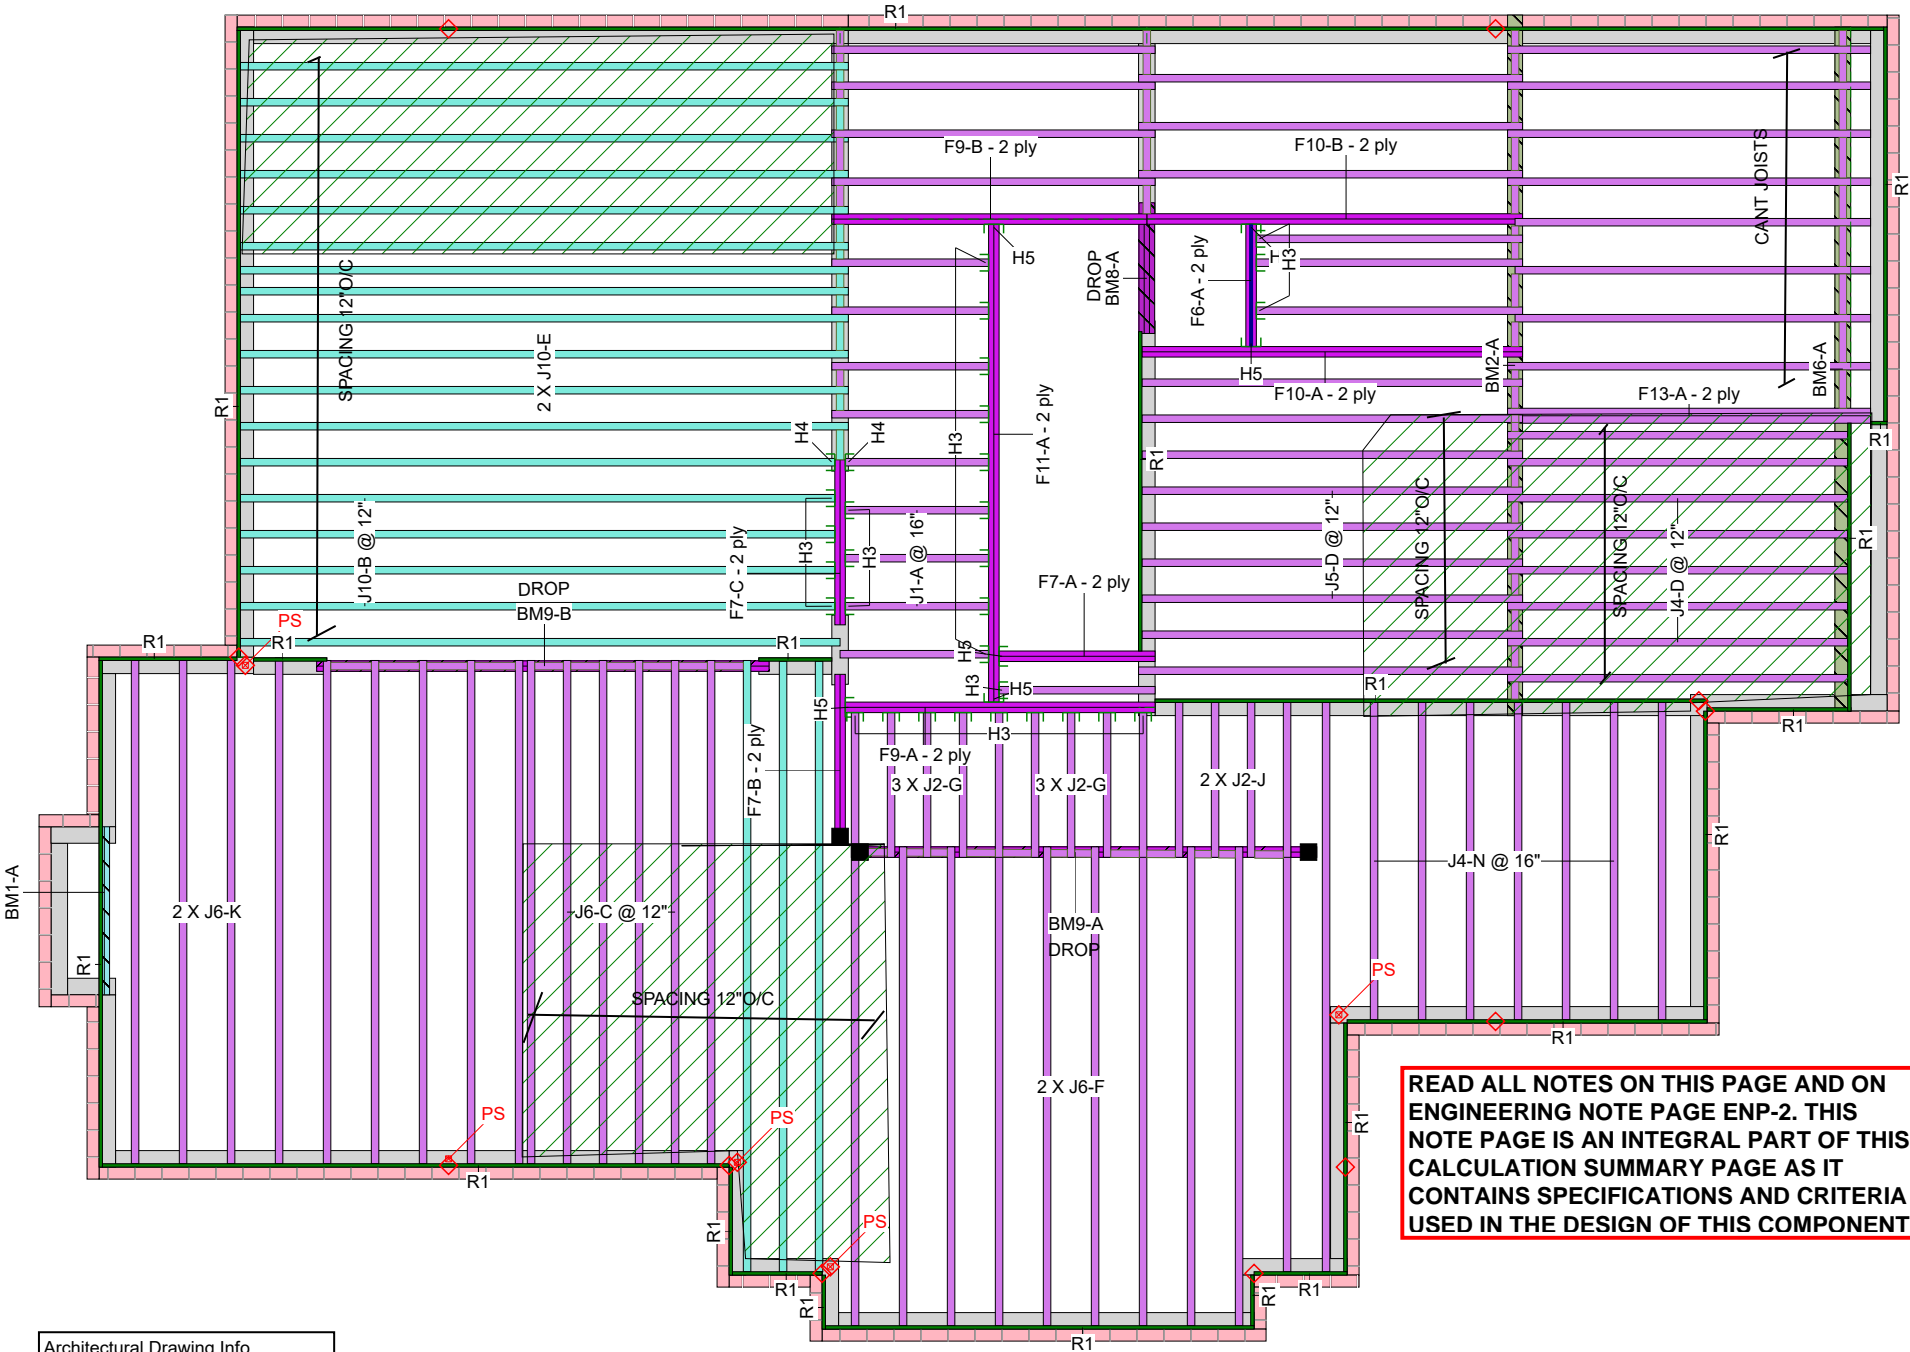 R1
F9-B - 2 ply
F10-B - 2 ply
CANT JOISTS
R1
SPACING 12"O/C
2 X J10-E
H5
H3
DROP
BM8-A
F6-A - 2 ply
H3
BM2-A
BM6-A
H5
F10-A - 2 ply
F13-A - 2 ply
R1
H4
H4
H3
F11-A - 2 ply
R1
R1
SPACING 12"O/C
SPACING 12"O/C
J10-B @ 12"
H3
H3
J1-A @ 16"
J5-D @ 12"
J4-D @ 12"
R1
F7-C - 2 ply
F7-A - 2 ply
DROP
BM9-B
PS
R1
R1
R1
H5
H3
H5
R1
H5
H3
R1
F7-B - 2 ply
F9-A - 2 ply
3 X J2-G
3 X J2-G
2 X J2-J
R1
J4-N @ 16"
BM1-A
2 X J6-K
J6-C @ 12"
BM9-A
DROP
R1
PS
SPACING 12"O/C
R1
2 X J6-F
READ ALL NOTES ON THIS PAGE AND ON
ENGINEERING NOTE PAGE ENP-2. THIS
NOTE PAGE IS AN INTEGRAL PART OF THIS
CALCULATION SUMMARY PAGE AS IT
CONTAINS SPECIFICATIONS AND CRITERIA
USED IN THE DESIGN OF THIS COMPONENT
PS
PS
R1
R1
R1
PS
R1
R1
R1
R1
R1
Architectural Drawing Info